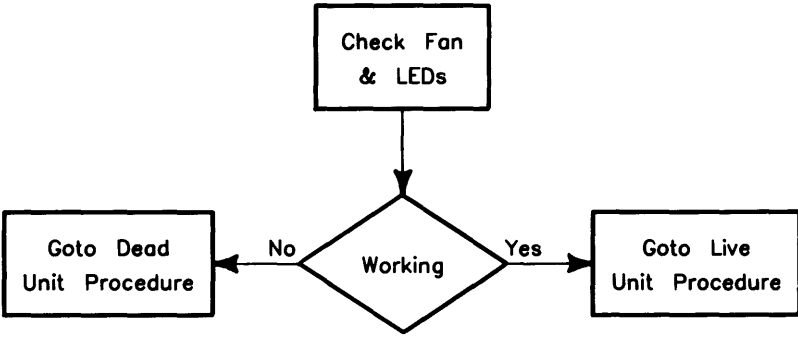 Check Fan
& LEDs
No
Yes
Working
Goto Dead
Unit Procedure
Goto Live
Unit Procedure